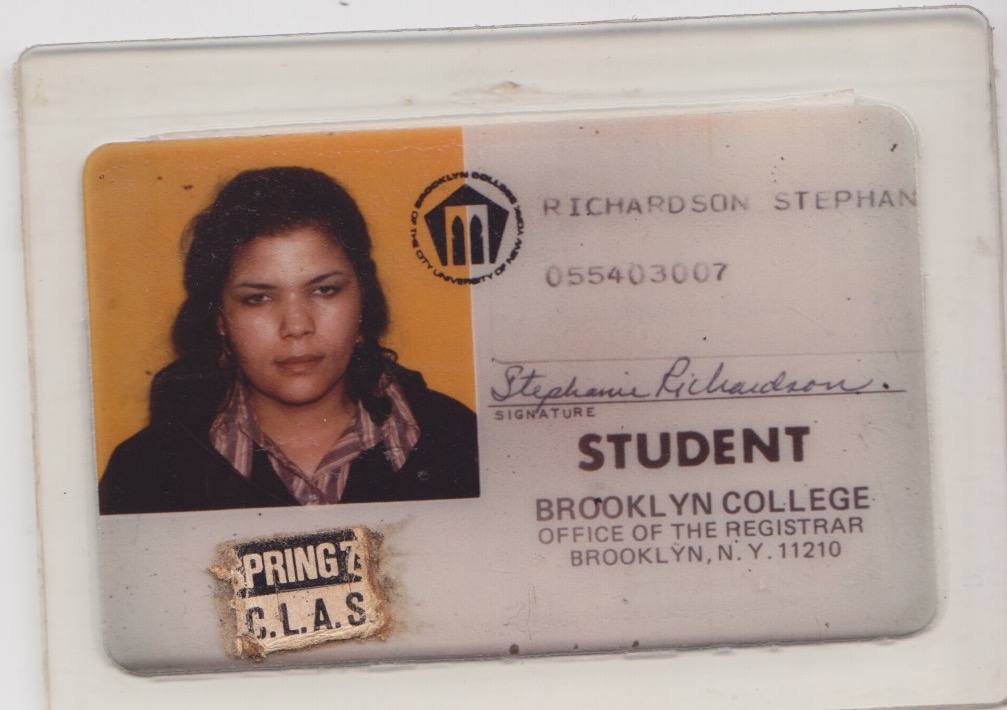 BROOKLYN COLLEGE
OF THE CITY UNIVERSITY OF NEW YORK
RICHARDSON STEPHAN
055403007
Stephanie Richardson.
SIGNATURE
STUDENT
BROOKLYN COLLEGE
OFFICE OF THE REGISTRAR
BROOKLYN, N. Y. 11210
PRING 7
C.L.A.S